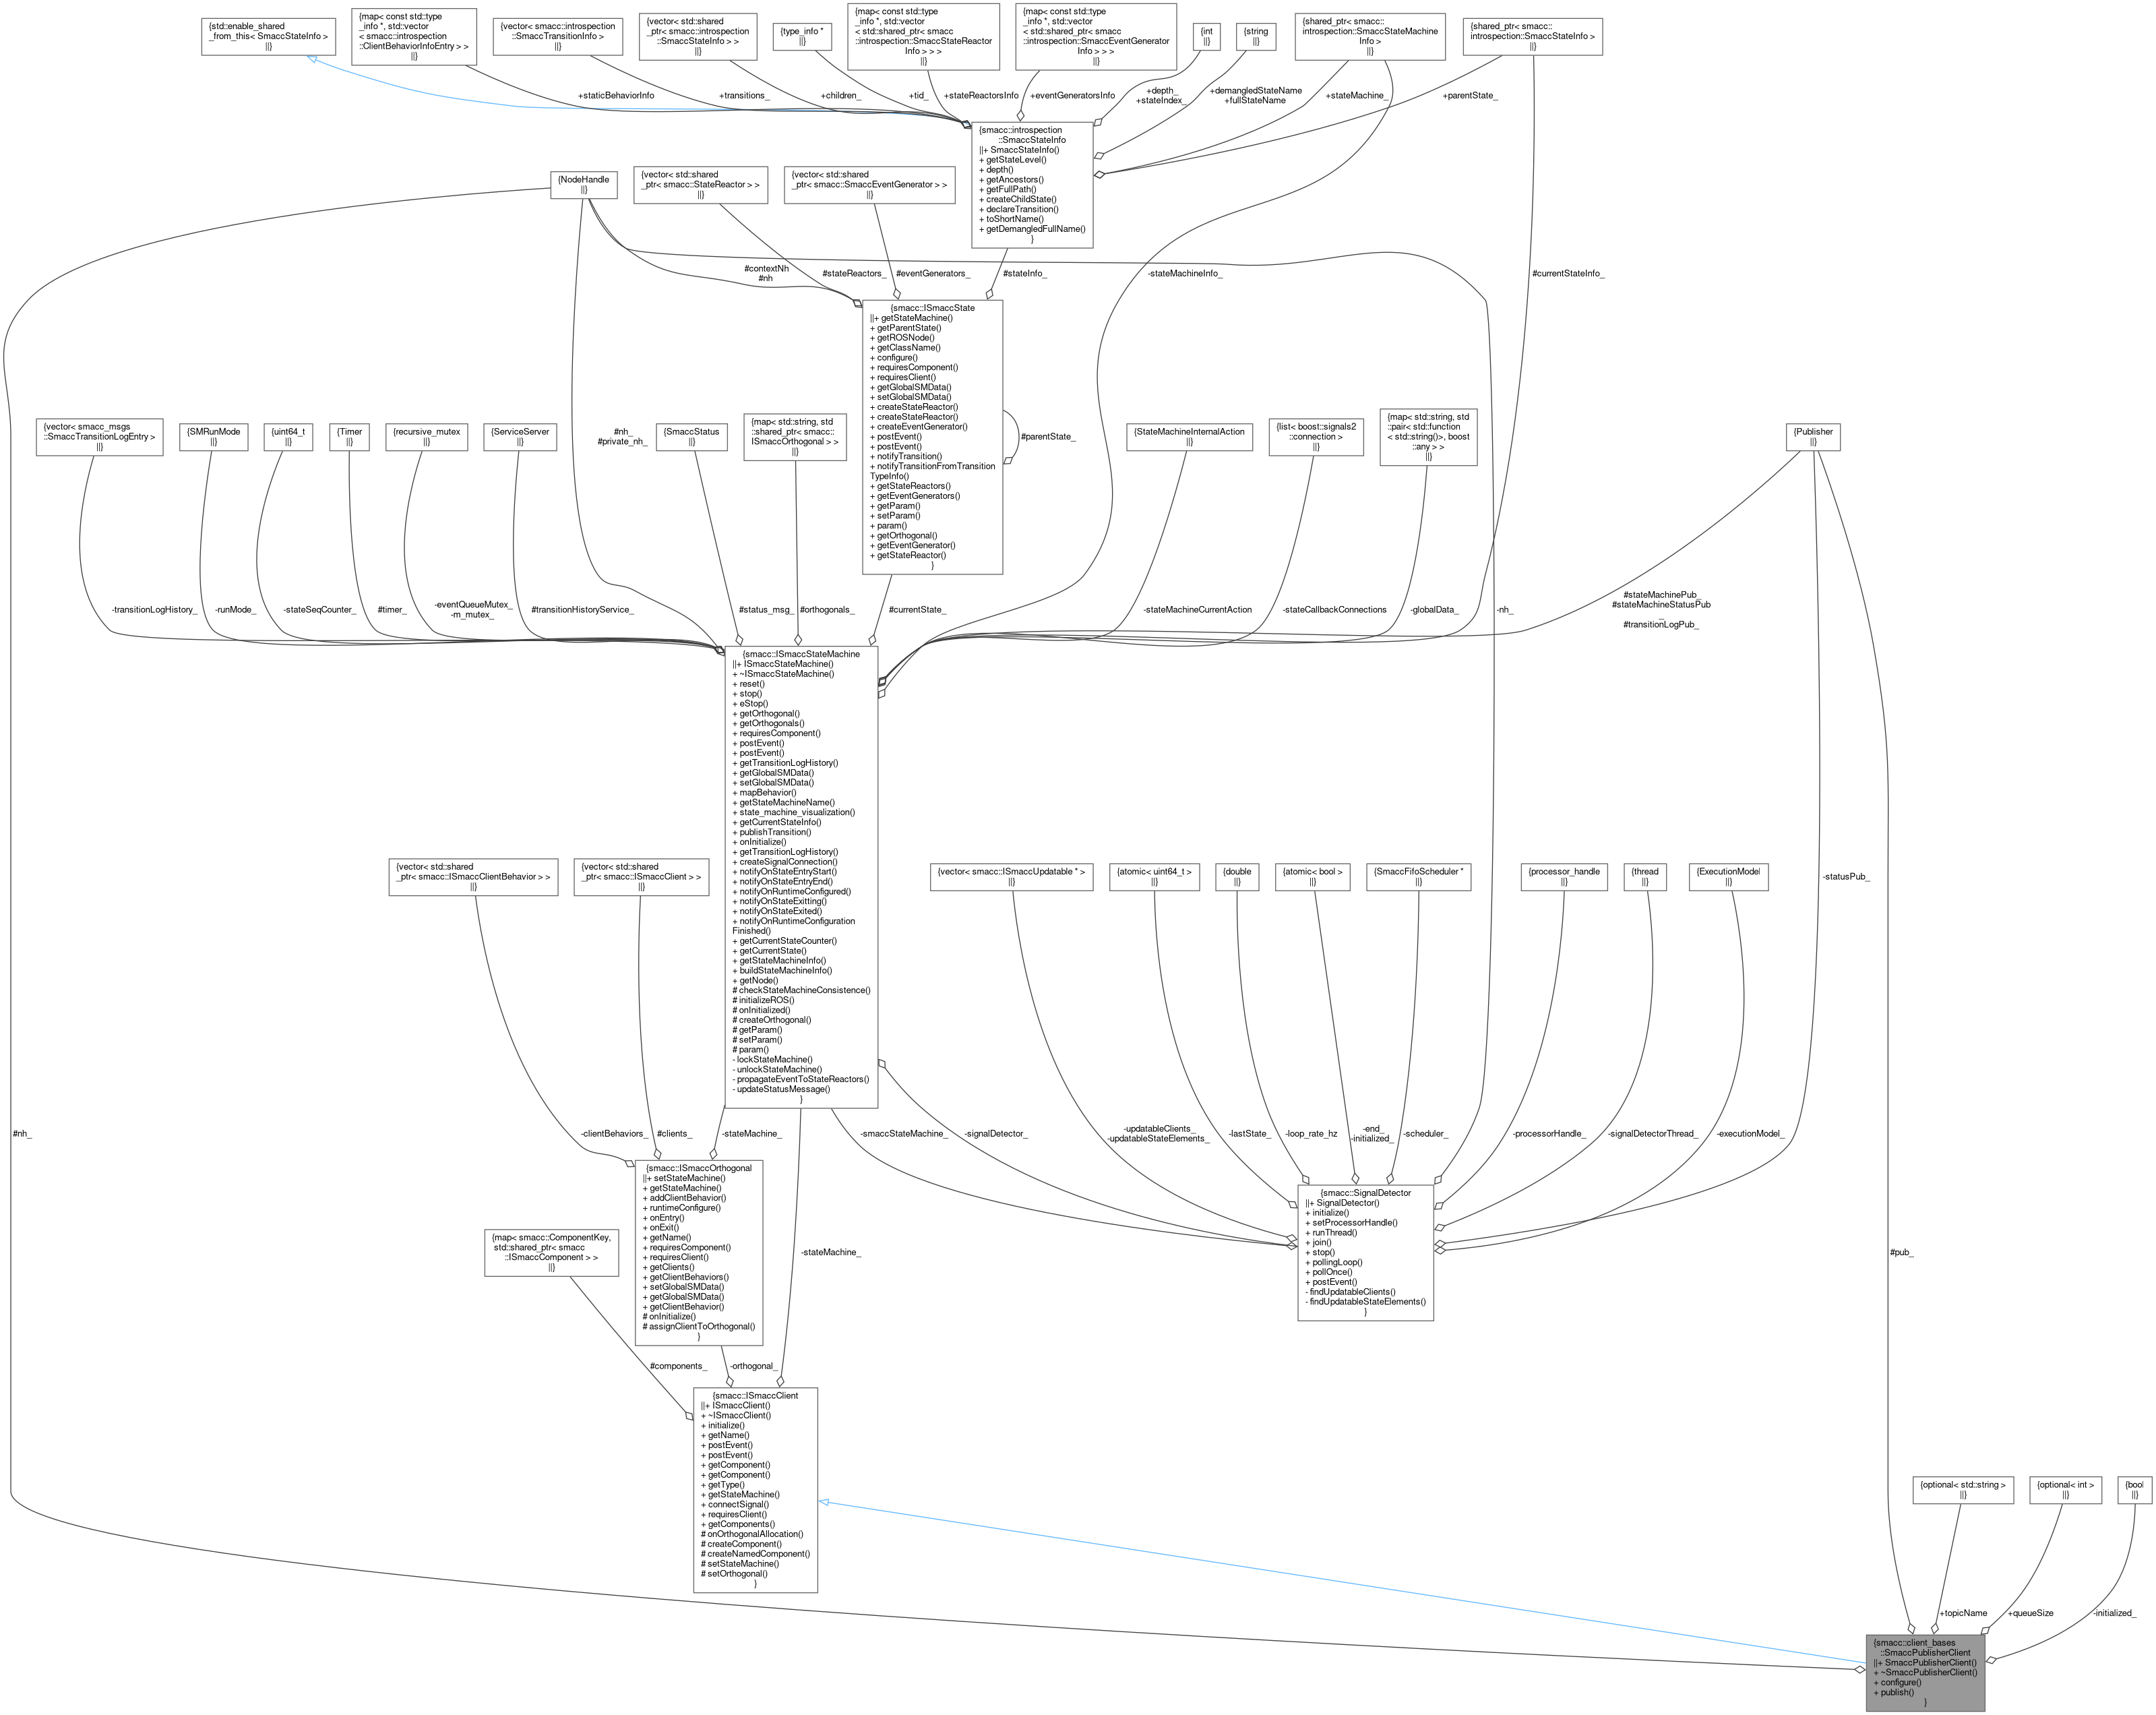 {std::enable_shared
_from_this< SmaccStateInfo >
||}
{map< const std::type
_info *, std::vector
< smacc::introspection
::ClientBehaviorInfoEntry > >
||}
{vector< smacc::introspection
::SmaccTransitionInfo >
||}
{vector< std::shared
_ptr< smacc::introspection
::SmaccStateInfo > >
||}
{type_info *
||}
{map< const std::type
_info *, std::vector
< std::shared_ptr< smacc
::introspection::SmaccStateReactor
Info > > >
||}
{map< const std::type
_info *, std::vector
< std::shared_ptr< smacc
::introspection::SmaccEventGenerator
Info > > >
||}
{int
||}
{string
||}
{shared_ptr< smacc::
introspection::SmaccStateMachine
Info >
||}
{shared_ptr< smacc::
introspection::SmaccStateInfo >
||}
+staticBehaviorInfo
+transitions_
+children_
+tid_
+stateReactorsInfo
+eventGeneratorsInfo
+depth_
+stateIndex_
+demangledStateName
+fullStateName
+stateMachine_
+parentState_
{smacc::introspection
::SmaccStateInfo
||+ SmaccStateInfo()
+ getStateLevel()
+ depth()
+ getAncestors()
+ getFullPath()
+ createChildState()
+ declareTransition()
+ toShortName()
+ getDemangledFullName()
}
{NodeHandle
||}
{vector< std::shared
_ptr< smacc::StateReactor > >
||}
{vector< std::shared
_ptr< smacc::SmaccEventGenerator > >
||}
#contextNh
#nh
#stateReactors_
#eventGenerators_
#stateInfo_
-stateMachineInfo_
#currentStateInfo_
{smacc::ISmaccState
||+ getStateMachine()
+ getParentState()
+ getROSNode()
+ getClassName()
+ configure()
+ requiresComponent()
+ requiresClient()
+ getGlobalSMData()
+ setGlobalSMData()
+ createStateReactor()
+ createStateReactor()
+ createEventGenerator()
+ postEvent()
+ postEvent()
+ notifyTransition()
+ notifyTransitionFromTransition
TypeInfo()
+ getStateReactors()
+ getEventGenerators()
+ getParam()
+ setParam()
+ param()
+ getOrthogonal()
+ getEventGenerator()
+ getStateReactor()
}
#parentState_
{vector< smacc_msgs
::SmaccTransitionLogEntry >
||}
{SMRunMode
||}
{uint64_t
||}
{Timer
||}
{recursive_mutex
||}
{ServiceServer
||}
#nh_
#private_nh_
{SmaccStatus
||}
{map< std::string, std
::shared_ptr< smacc::
ISmaccOrthogonal > >
||}
{StateMachineInternalAction
||}
{list< boost::signals2
::connection >
||}
{map< std::string, std
::pair< std::function
< std::string()>, boost
::any > >
||}
{Publisher
||}
-transitionLogHistory_
-runMode_
-stateSeqCounter_
#timer_
-eventQueueMutex_
-m_mutex_
#transitionHistoryService_
#status_msg_
#orthogonals_
#currentState_
-stateMachineCurrentAction
-stateCallbackConnections
-globalData_
-nh_
#stateMachinePub_
#stateMachineStatusPub
_
#transitionLogPub_
{smacc::ISmaccStateMachine
||+ ISmaccStateMachine()
+ ~ISmaccStateMachine()
+ reset()
+ stop()
+ eStop()
+ getOrthogonal()
+ getOrthogonals()
+ requiresComponent()
+ postEvent()
+ postEvent()
+ getTransitionLogHistory()
+ getGlobalSMData()
+ setGlobalSMData()
+ mapBehavior()
+ getStateMachineName()
+ state_machine_visualization()
+ getCurrentStateInfo()
+ publishTransition()
+ onInitialize()
+ getTransitionLogHistory()
+ createSignalConnection()
+ notifyOnStateEntryStart()
+ notifyOnStateEntryEnd()
+ notifyOnRuntimeConfigured()
+ notifyOnStateExitting()
+ notifyOnStateExited()
+ notifyOnRuntimeConfiguration
Finished()
+ getCurrentStateCounter()
+ getCurrentState()
+ getStateMachineInfo()
+ buildStateMachineInfo()
+ getNode()
# checkStateMachineConsistence()
# initializeROS()
# onInitialized()
# createOrthogonal()
# getParam()
# setParam()
# param()
- lockStateMachine()
- unlockStateMachine()
- propagateEventToStateReactors()
- updateStatusMessage()
}
{vector< std::shared
_ptr< smacc::ISmaccClientBehavior > >
||}
{vector< std::shared
_ptr< smacc::ISmaccClient > >
||}
{vector< smacc::ISmaccUpdatable * >
||}
{atomic< uint64_t >
||}
{double
||}
{atomic< bool >
||}
{SmaccFifoScheduler *
||}
{processor_handle
||}
{thread
||}
{ExecutionModel
||}
-statusPub_
#nh_
-clientBehaviors_
#clients_
-stateMachine_
-smaccStateMachine_
-signalDetector_
-updatableClients_
-updatableStateElements_
-lastState_
-loop_rate_hz
-end_
-initialized_
-scheduler_
-processorHandle_
-signalDetectorThread_
-executionModel_
{smacc::ISmaccOrthogonal
||+ setStateMachine()
+ getStateMachine()
+ addClientBehavior()
+ runtimeConfigure()
+ onEntry()
+ onExit()
+ getName()
+ requiresComponent()
+ requiresClient()
+ getClients()
+ getClientBehaviors()
+ setGlobalSMData()
+ getGlobalSMData()
+ getClientBehavior()
# onInitialize()
# assignClientToOrthogonal()
}
{smacc::SignalDetector
||+ SignalDetector()
+ initialize()
+ setProcessorHandle()
+ runThread()
+ join()
+ stop()
+ pollingLoop()
+ pollOnce()
+ postEvent()
- findUpdatableClients()
- findUpdatableStateElements()
}
{map< smacc::ComponentKey,
std::shared_ptr< smacc
::ISmaccComponent > >
||}
-stateMachine_
#pub_
#components_
-orthogonal_
{smacc::ISmaccClient
||+ ISmaccClient()
+ ~ISmaccClient()
+ initialize()
+ getName()
+ postEvent()
+ postEvent()
+ getComponent()
+ getComponent()
+ getType()
+ getStateMachine()
+ connectSignal()
+ requiresClient()
+ getComponents()
# onOrthogonalAllocation()
# createComponent()
# createNamedComponent()
# setStateMachine()
# setOrthogonal()
}
{optional< std::string >
||}
{optional< int >
||}
{bool
||}
+topicName
+queueSize
-initialized_
{smacc::client_bases
::SmaccPublisherClient
||+ SmaccPublisherClient()
+ ~SmaccPublisherClient()
+ configure()
+ publish()
}